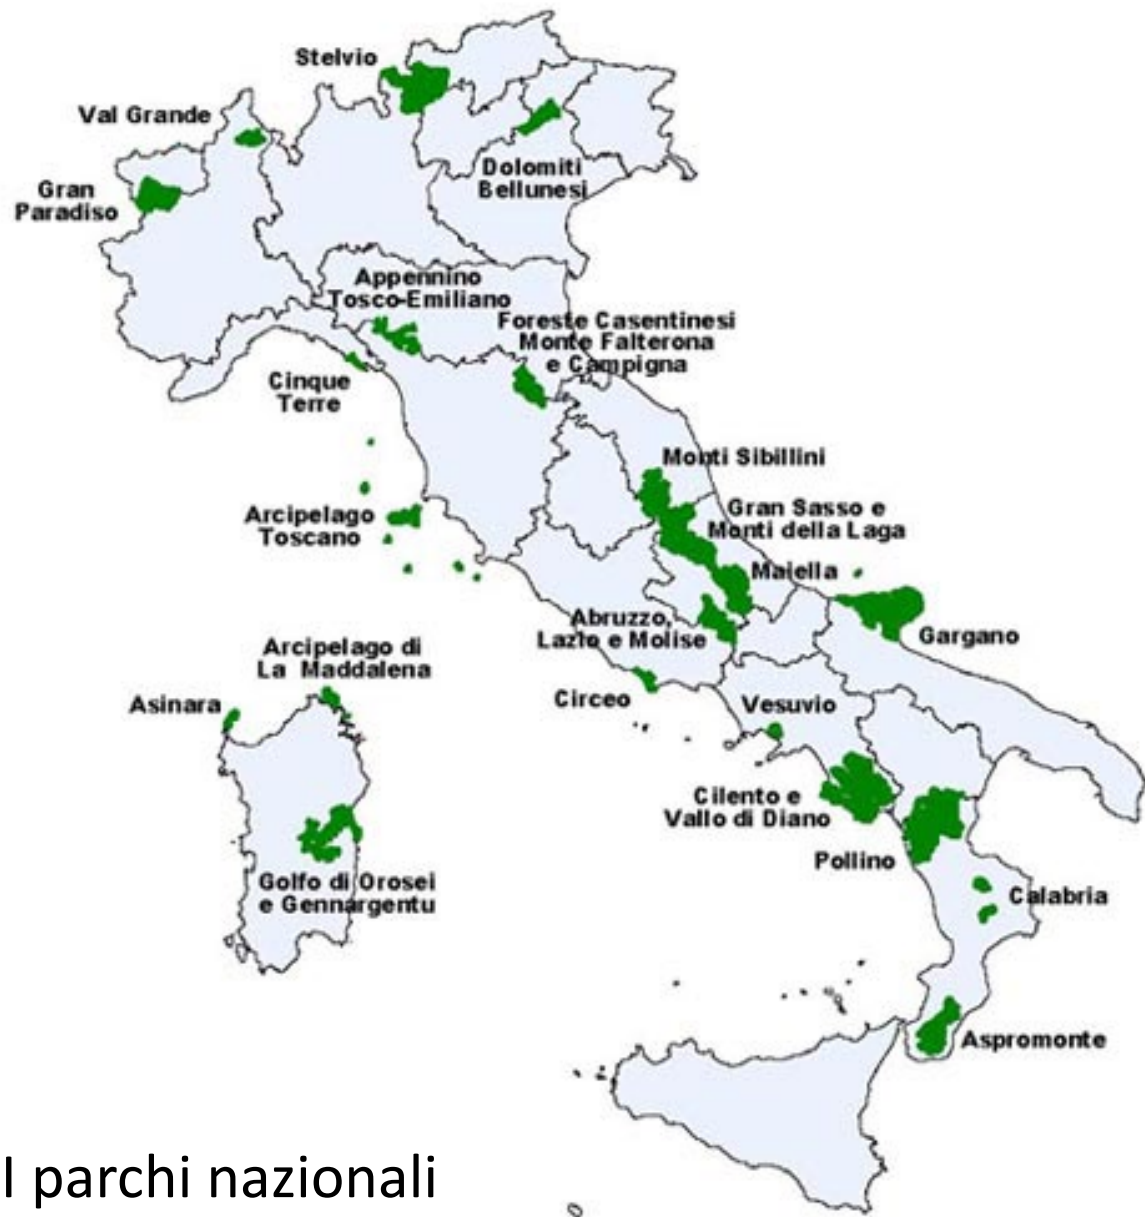 Stelvio
Val Grande
Gran
Paradiso
Dolomiti
Bellunesi
Appennino
Tosco-Emiliano
Foreste Casentinesi
Monte Falterona
e Campigna
Cinque
Terre
Monti Sibillini
Gran Sasso e
Monti della Laga
Arcipelago
Toscano
Maiella
Abruzzo,
Lazio e Molise
Gargano
Arcipelago di
La Maddalena
Asinara
Circeo
Vesuvio
Cilento e
Vallo di Diano
Pollino
Golfo di Orosei
e Gennargentu
Calabria
Aspromonte
I parchi nazionali